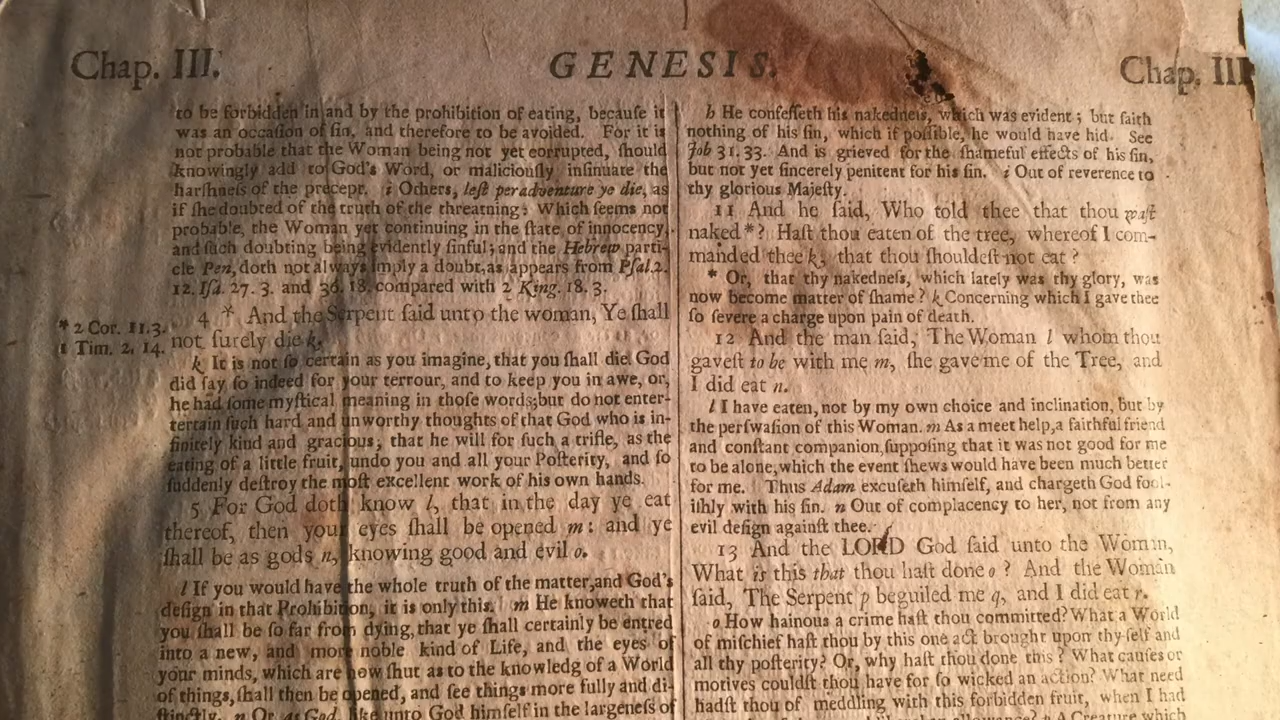 Chap. III. GENESIS. Chap. III
to be forbidden in and by the prohibition of eating, because it
was an occaſion of ſin, and therefore to be avoided. For it is
not probable that the Woman being not yet corrupted, ſhould
knowingly add to God's Word, or maliciouſly inſinuate the
harſhneſs of the precept. i Others, leſt peradventure ye die, as
if ſhe doubted of the truth of the threatning: Which ſeems not
probable, the Woman yet continuing in the ſtate of innocency,
and ſuch doubting being evidently ſinful; and the Hebrew parti-
cle Pen, doth not always imply a doubt, as appears from Pſal.2.
12. Iſa. 27. 3. and 36. 18. compared with 2 King. 18. 3.
* 2 Cor. 11.3.
1 Tim. 2. 14.
4 * And the Serpent ſaid unto the woman, Ye ſhall
not ſurely die k.
k It is not ſo certain as you imagine, that you ſhall die. God
did ſay ſo indeed for your terrour, and to keep you in awe, or,
he had ſome myſtical meaning in thoſe words; but do not enter-
tertain ſuch hard and unworthy thoughts of that God who is in-
finitely kind and gracious; that he will for ſuch a trifle, as the
eating of a little fruit, undo you and all your Poſterity, and ſo
ſuddenly deſtroy the moſt excellent work of his own hands.
5 For God doth know l, that in the day ye eat
thereof, then your eyes ſhall be opened m: and ye
ſhall be as gods n, knowing good and evil o.
l If you would have the whole truth of the matter, and God's
deſign in that Prohibition, it is only this. m He knoweth that
you ſhall be ſo far from dying, that ye ſhall certainly be entred
into a new, and more noble kind of Life, and the eyes of
your minds, which are now ſhut as to the knowledg of a World
of things, ſhall then be opened, and ſee things more fully and di-
ſtinctly. n Or, as God, like unto God himſelf in the largeneſs of
h He confeſſeth his nakedneſs, which was evident; but ſaith
nothing of his ſin, which if poſſible, he would have hid. See
Job 31. 33. And is grieved for the ſhameful effects of his ſin,
but not yet ſincerely penitent for his ſin. i Out of reverence to
thy glorious Majeſty.
11 And he ſaid, Who told thee that thou waſt
naked *? Haſt thou eaten of the tree, whereof I com-
manded thee k, that thou ſhouldeſt not eat?
* Or, that thy nakedneſs, which lately was thy glory, was
now become matter of ſhame? k Concerning which I gave thee
ſo ſevere a charge upon pain of death.
12 And the man ſaid, The Woman l whom thou
gaveſt to be with me m, ſhe gave me of the Tree, and
I did eat n.
l I have eaten, not by my own choice and inclination, but by
the perſwaſion of this Woman. m As a meet help, a faithful friend
and conſtant companion, ſuppoſing that it was not good for me
to be alone, which the event ſhews would have been much better
for me. Thus Adam excuſeth himſelf, and chargeth God fool-
iſhly with his ſin. n Out of complacency to her, not from any
evil deſign againſt thee.
13 And the LORD God ſaid unto the Woman,
What is this that thou haſt done o? And the Woman
ſaid, The Serpent p beguiled me q, and I did eat r.
o How hainous a crime haſt thou committed? What a World
of miſchief haſt thou by this one act brought upon thy ſelf and
all thy poſterity? Or, why haſt thou done this? What cauſes or
motives couldſt thou have for ſo wicked an action? What need
hadſt thou of meddling with this forbidden fruit, when I had